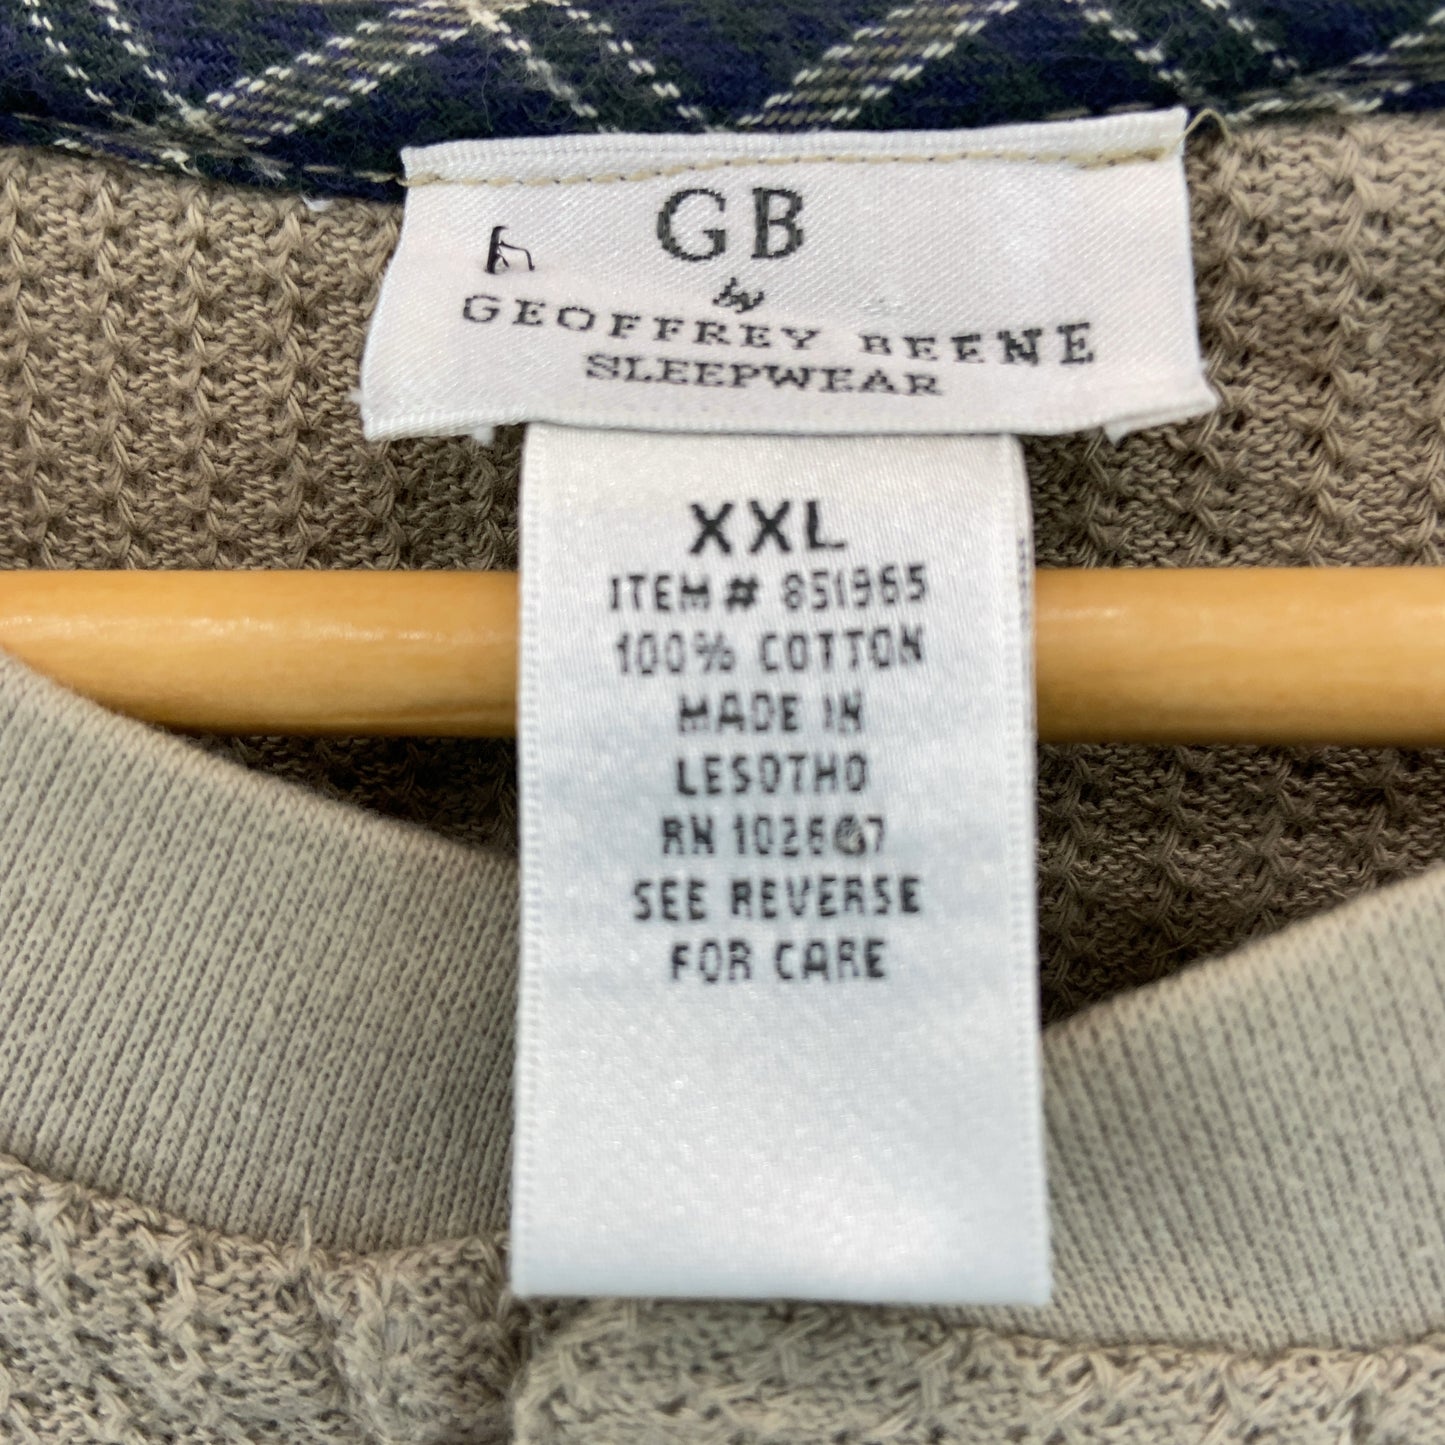 GB
by
GEOFFREY BEENE
SLEEPWEAR
XXL
ITEM # 851965
100% COTTON
MADE IN
LESOTHO
RN
SEE REVERSE
FOR CARE